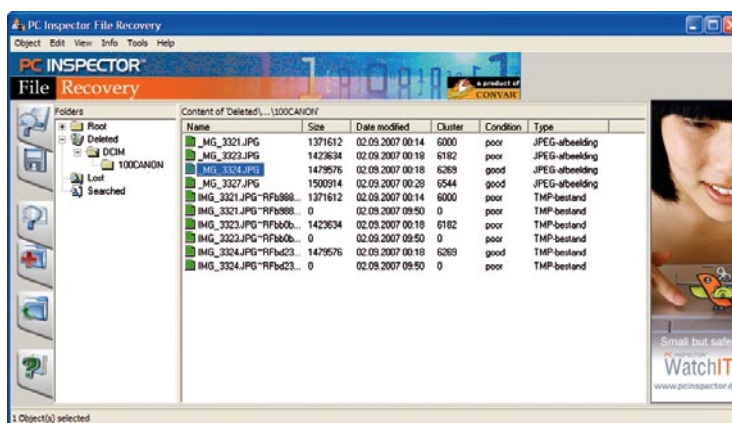 PC Inspector File Recovery
Object Edit View Info Tools Help
PC INSPECTOR
File Recovery
a product of
CONVAR
Folders
Content of 'Deleted\...\100CANON'
Root
Deleted
DCIM
100CANON
Lost
Searched
Name Size Date modified Cluster Condition Type
_MG_3321.JPG 1371612 02.09.2007 00:14 6000 poor JPEG-afbeelding
_MG_3323.JPG 1423634 02.09.2007 00:18 6182 poor JPEG-afbeelding
_MG_3324.JPG 1479576 02.09.2007 00:18 6269 good JPEG-afbeelding
_MG_3327.JPG 1500914 02.09.2007 00:28 6544 good JPEG-afbeelding
IMG_3321.JPG~RFb988... 1371612 02.09.2007 00:14 6000 poor TMP-bestand
IMG_3321.JPG~RFb988... 0 02.09.2007 09:50 0 poor TMP-bestand
IMG_3323.JPG~RFbb0b... 1423634 02.09.2007 00:18 6182 poor TMP-bestand
IMG_3323.JPG~RFbb0b... 0 02.09.2007 09:50 0 poor TMP-bestand
IMG_3324.JPG~RFbd23... 1479576 02.09.2007 00:18 6269 good TMP-bestand
IMG_3324.JPG~RFbd23... 0 02.09.2007 09:50 0 poor TMP-bestand
Small but safe
PC INSPECTOR
WatchIT
www.pcinspector.d
1 Object(s) selected